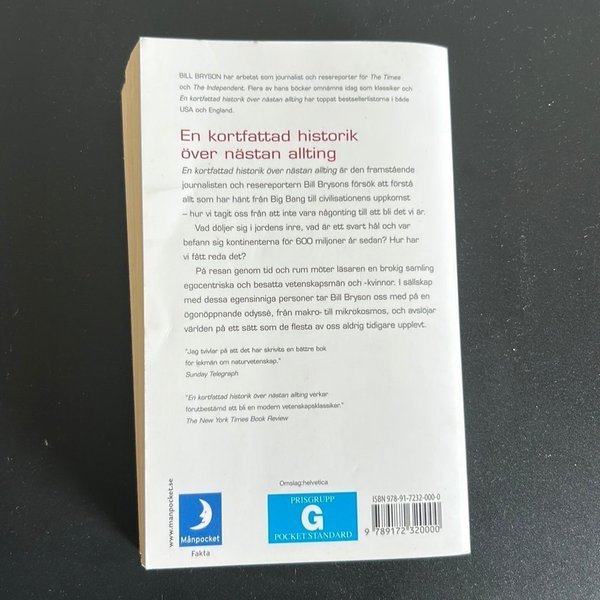 BILL BRYSON har arbetat som journalist och resereporter för The Times
och The Independent. Flera av hans böcker omnämns idag som klassiker och
En kortfattad historik över nästan allting har toppat bestsellerlistorna i både
USA och England.
En kortfattad historik
över nästan allting
En kortfattad historik över nästan allting är den framstående
journalisten och resereportern Bill Brysons försök att förstå
allt som har hänt från Big Bang till civilisationens uppkomst
– hur vi tagit oss från att inte vara någonting till att bli det vi är.
Vad döljer sig i jordens inre, vad är ett svart hål och var
befann sig kontinenterna för 600 miljoner år sedan? Hur har
vi fått reda det?
På resan genom tid och rum möter läsaren en brokig samling
egocentriska och besatta vetenskapsmän och -kvinnor. I sällskap
med dessa egensinniga personer tar Bill Bryson oss med på en
ögonöppnande odyssé, från makro- till mikrokosmos, och avslöjar
världen på ett sätt som de flesta av oss aldrig tidigare upplevt.
"Jag tvivlar på att det har skrivits en bättre bok
för lekmän om naturvetenskap."
Sunday Telegraph
"En kortfattad historik över nästan allting verkar
förutbestämd att bli en modern vetenskapsklassiker."
The New York Times Book Review
Omslag:helvetica
www.manpocket.se
Månpocket
Fakta
PRISGRUPP
G
POCKET STANDARD
ISBN 978-91-7232-000-0
9 789172 320000